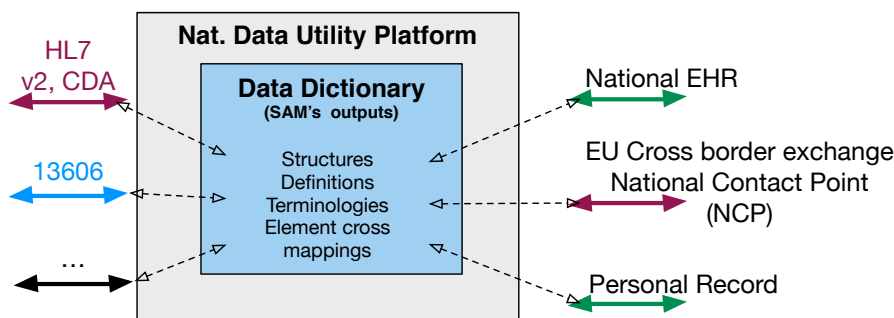 Nat. Data Utility Platform
HL7
v2, CDA
13606
...
Data Dictionary
(SAM's outputs)
Structures
Definitions
Terminologies
Element cross
mappings
National EHR
EU Cross border exchange
National Contact Point
(NCP)
Personal Record